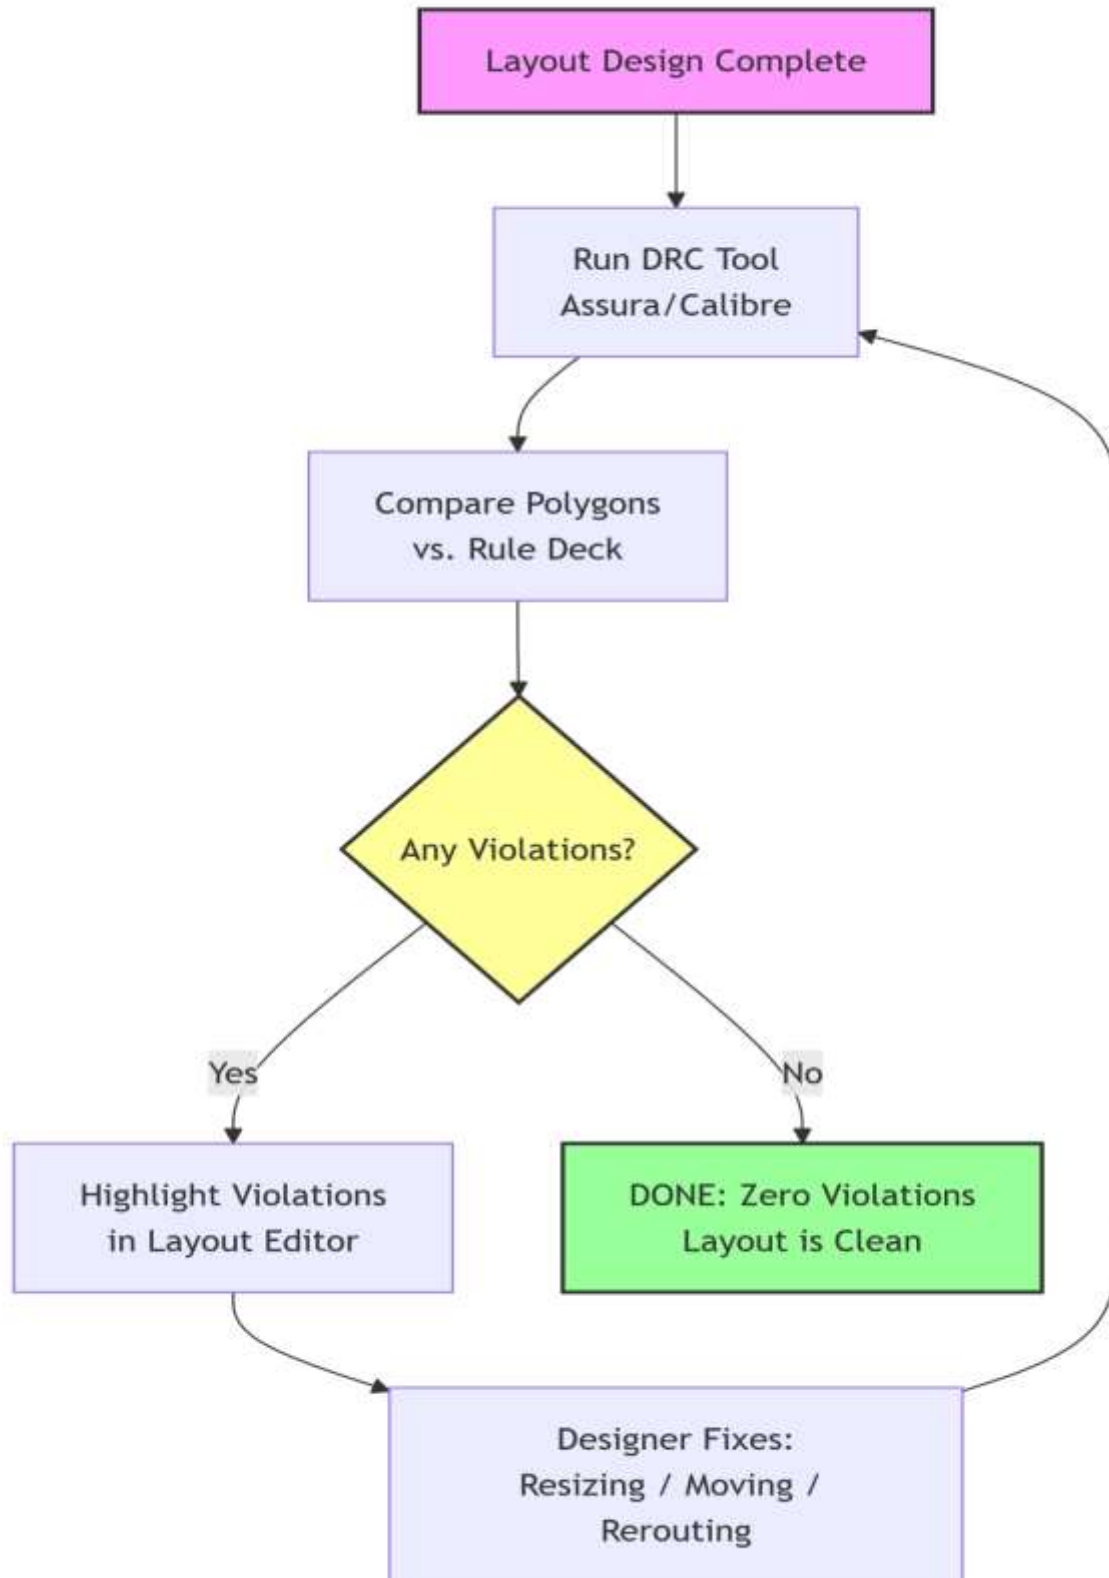 Layout Design Complete
Run DRC Tool
Assura/Calibre
Compare Polygons
vs. Rule Deck
Any Violations?
Yes
No
Highlight Violations
in Layout Editor
DONE: Zero Violations
Layout is Clean
Designer Fixes:
Resizing / Moving /
Rerouting